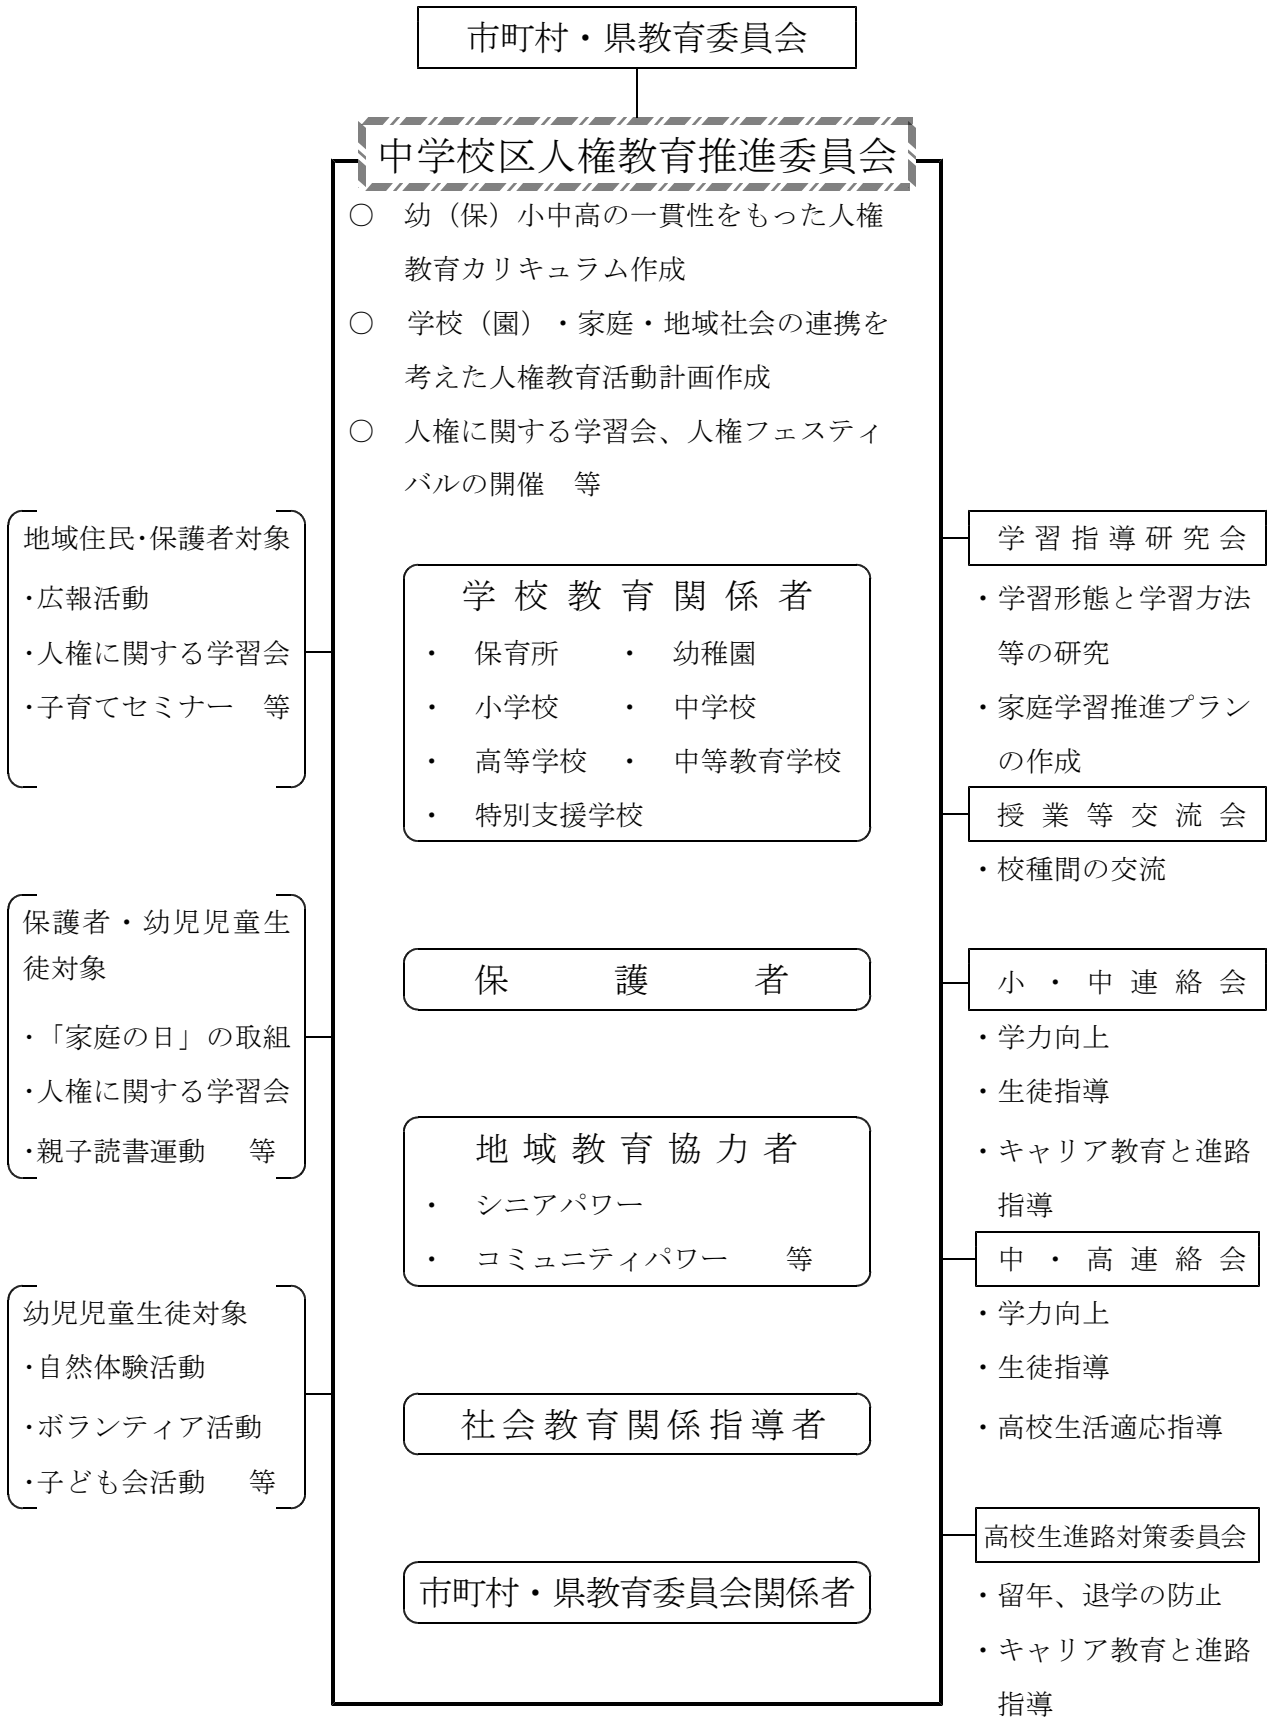 市町村・県教育委員会
中学校区人権教育推進委員会
○　幼（保）小中高の一貫性をもった人権
教育カリキュラム作成
○　学校（園）・家庭・地域社会の連携を
考えた人権教育活動計画作成
○　人権に関する学習会、人権フェスティ
バルの開催　等
地域住民・保護者対象
・広報活動
・人権に関する学習会
・子育てセミナー　等
保護者・幼児児童生
徒対象
・「家庭の日」の取組
・人権に関する学習会
・親子読書運動　等
幼児児童生徒対象
・自然体験活動
・ボランティア活動
・子ども会活動　等
学校教育関係者
・　保育所　・　幼稚園
・　小学校　・　中学校
・　高等学校　・　中等教育学校
・　特別支援学校
保護者
地域教育協力者
・　シニアパワー
・　コミュニティパワー　等
社会教育関係指導者
市町村・県教育委員会関係者
学習指導研究会
・学習形態と学習方法
等の研究
・家庭学習推進プラン
の作成
授業等交流会
・校種間の交流
小・中連絡会
・学力向上
・生徒指導
・キャリア教育と進路
指導
中・高連絡会
・学力向上
・生徒指導
・高校生活適応指導
高校生進路対策委員会
・留年、退学の防止
・キャリア教育と進路
指導